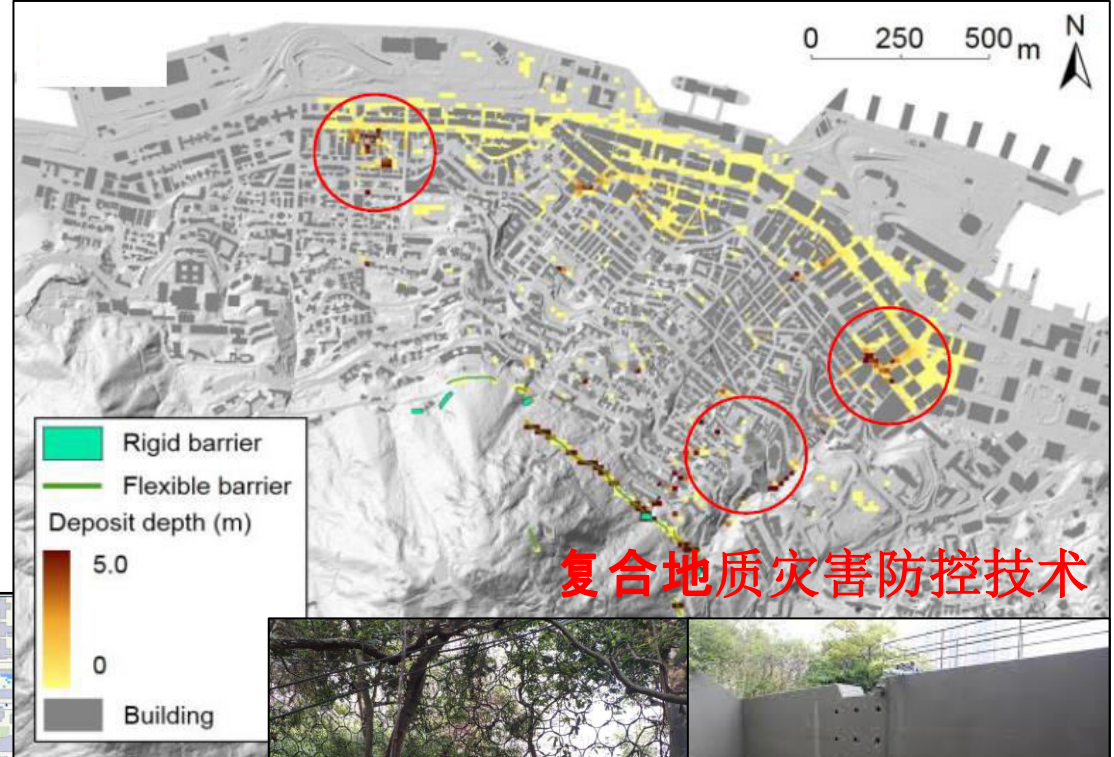 N
0 250 500 m
Rigid barrier
Flexible barrier
Deposit depth (m)
5.0
0
Building
复合地质灾害防控技术